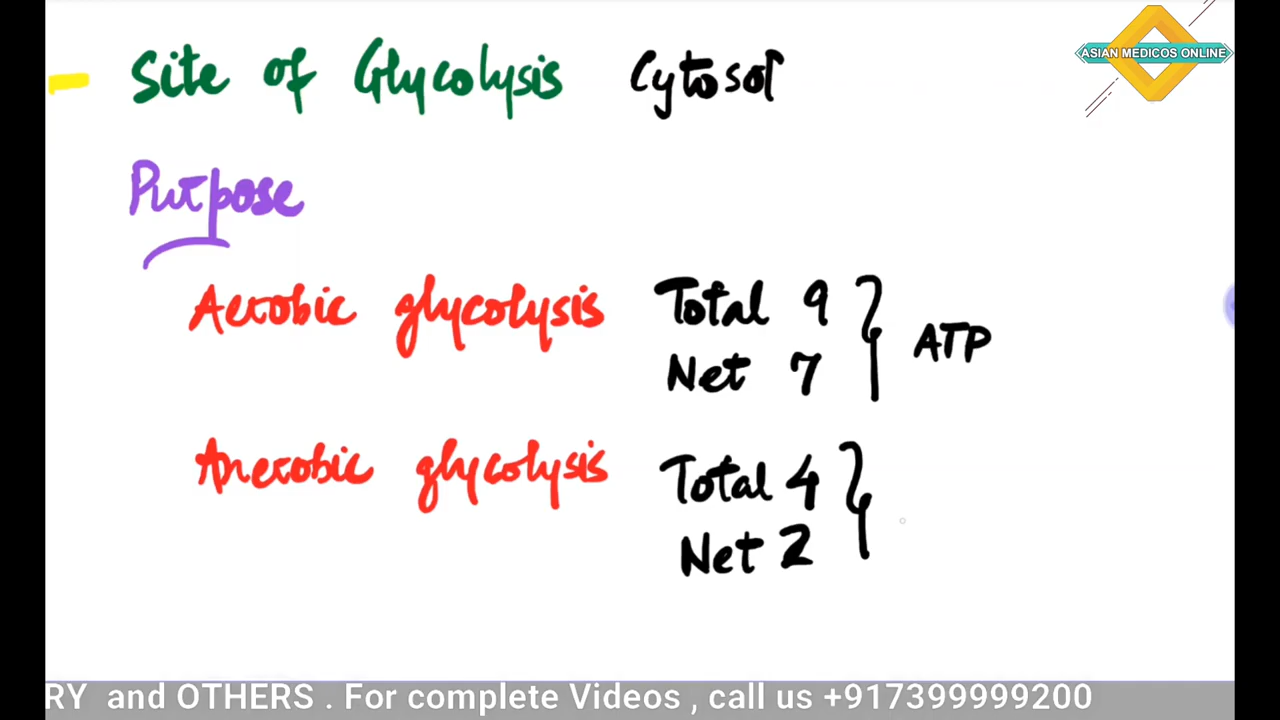 ASIAN MEDICOS ONLINE
Site of Glycolysis Cytosol
Purpose
Aerobic glycolysis Total 9
Net 7
ATP
Anerobic glycolysis Total 4
Net 2
RY and OTHERS . For complete Videos , call us +917399999200